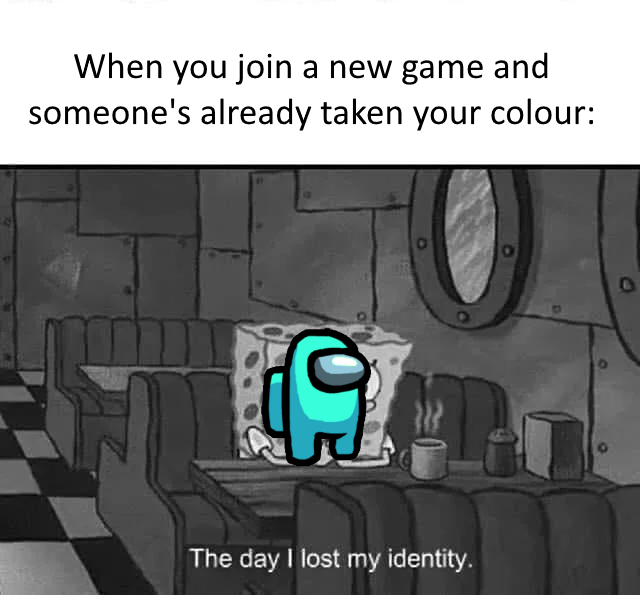 When you join a new game and
someone's already taken your colour:
The day I lost my identity.